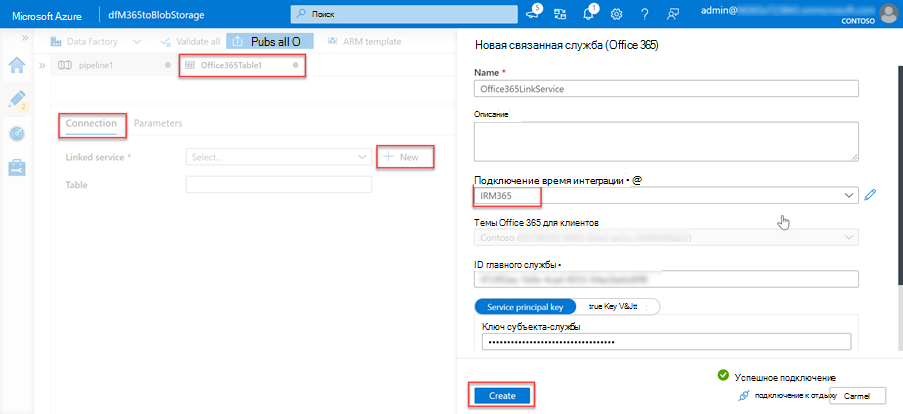 Microsoft Azure
dfM365toBlobStorage
Поиск
1
admin@
CONTOSO
Data Factory
Validate all
Pubs all O
ARM template
pipeline1
Office365Table1
2
Connection
Parameters
Linked service *
Select...
New
Table
Новая связанная служба (Office 365)
Name *
Office365LinkService
Описание
Подключение время интеграции • @
IRM365
Темы Office 365 для клиентов
Contoso
ID главного службы •
Service principal key
true Key V&Jtt
Ключ субъекта-службы
Create
Успешное подключение
подключение к отдыху
Carmel